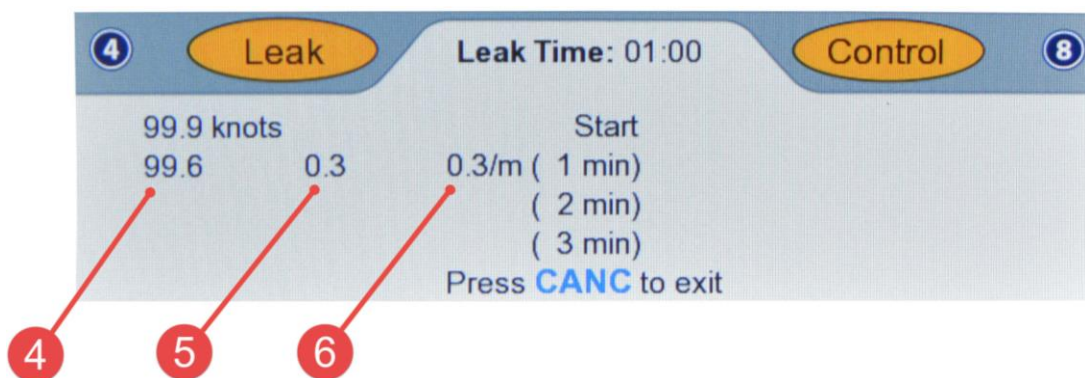 4 Leak Leak Time: 01:00 Control 8
99.9 knots Start
99.6 0.3 0.3/m ( 1 min)
( 2 min)
( 3 min)
Press CANC to exit
4 5 6